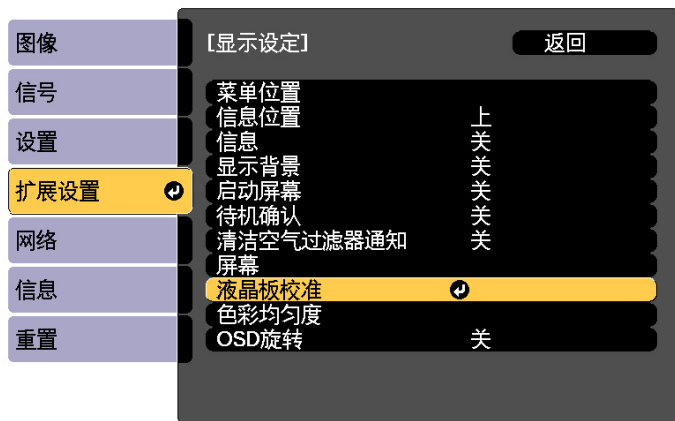 图像
信号
设置
扩展设置
网络
信息
重置
[显示设定] 返回
菜单位置
信息位置 上
信息 关
显示背景 关
启动屏幕 关
待机确认 关
清洁空气过滤器通知 关
屏幕
液晶板校准
色彩均匀度
OSD旋转 关